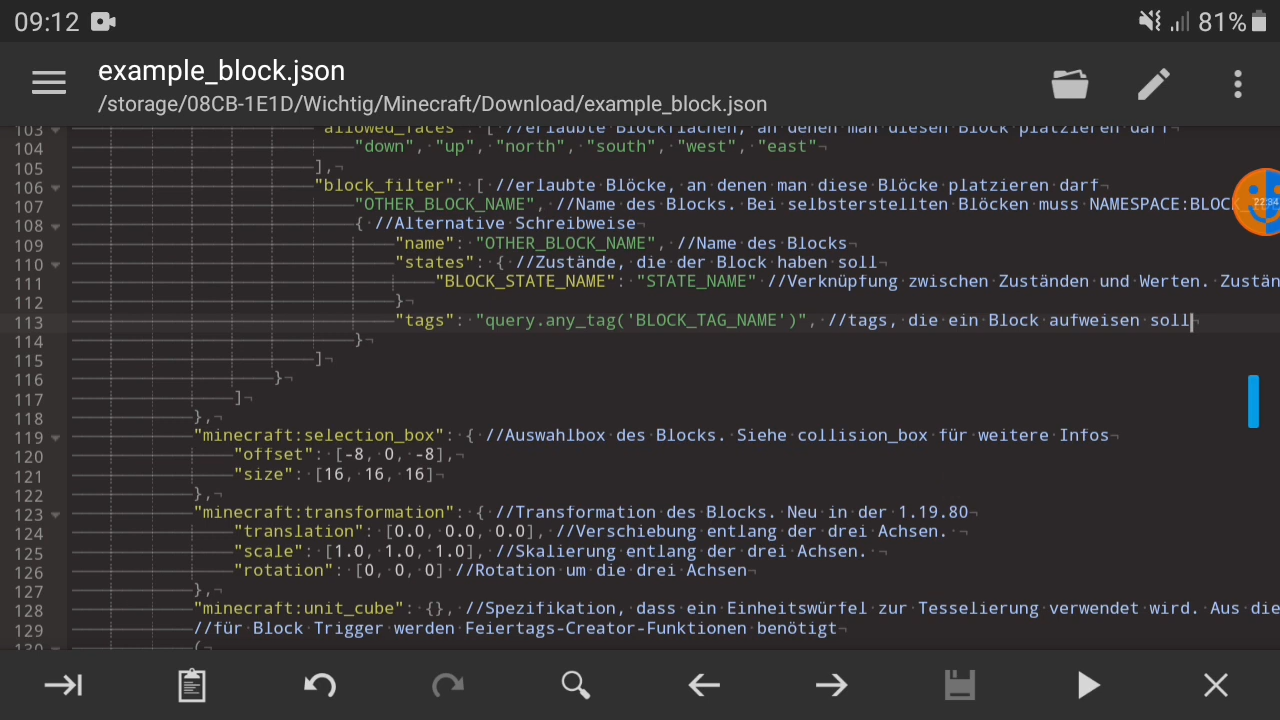 09:12
81%
example_block.json
/storage/08CB-1E1D/Wichtig/Minecraft/Download/example_block.json
103 "allowed_faces": [ //erlaubte Blockflächen, an denen man diesen Block platzieren darf
104 "down", "up", "north", "south", "west", "east"
105 ],
106 "block_filter": [ //erlaubte Blöcke, an denen man diese Blöcke platzieren darf
107 "OTHER_BLOCK_NAME", //Name des Blocks. Bei selbsterstellten Blöcken muss NAMESPACE:BLOCK
22:34
108 { //Alternative Schreibweise
109 "name": "OTHER_BLOCK_NAME", //Name des Blocks
110 "states": { //Zustände, die der Block haben soll
111 "BLOCK_STATE_NAME": "STATE_NAME" //Verknüpfung zwischen Zuständen und Werten. Zustän
112 }
113 "tags": "query.any_tag('BLOCK_TAG_NAME')", //tags, die ein Block aufweisen soll
114 }
115 ]
116 }
117 ]
118 },
119 "minecraft:selection_box": { //Auswahlbox des Blocks. Siehe collision_box für weitere Infos
120 "offset": [-8, 0, -8],
121 "size": [16, 16, 16]
122 },
123 "minecraft:transformation": { //Transformation des Blocks. Neu in der 1.19.80
124 "translation": [0.0, 0.0, 0.0], //Verschiebung entlang der drei Achsen.
125 "scale": [1.0, 1.0, 1.0], //Skalierung entlang der drei Achsen.
126 "rotation": [0, 0, 0] //Rotation um die drei Achsen
127 },
128 "minecraft:unit_cube": {}, //Spezifikation, dass ein Einheitswürfel zur Tesselierung verwendet wird. Aus die
129 //für Block Trigger werden Feiertags-Creator-Funktionen benötigt
130